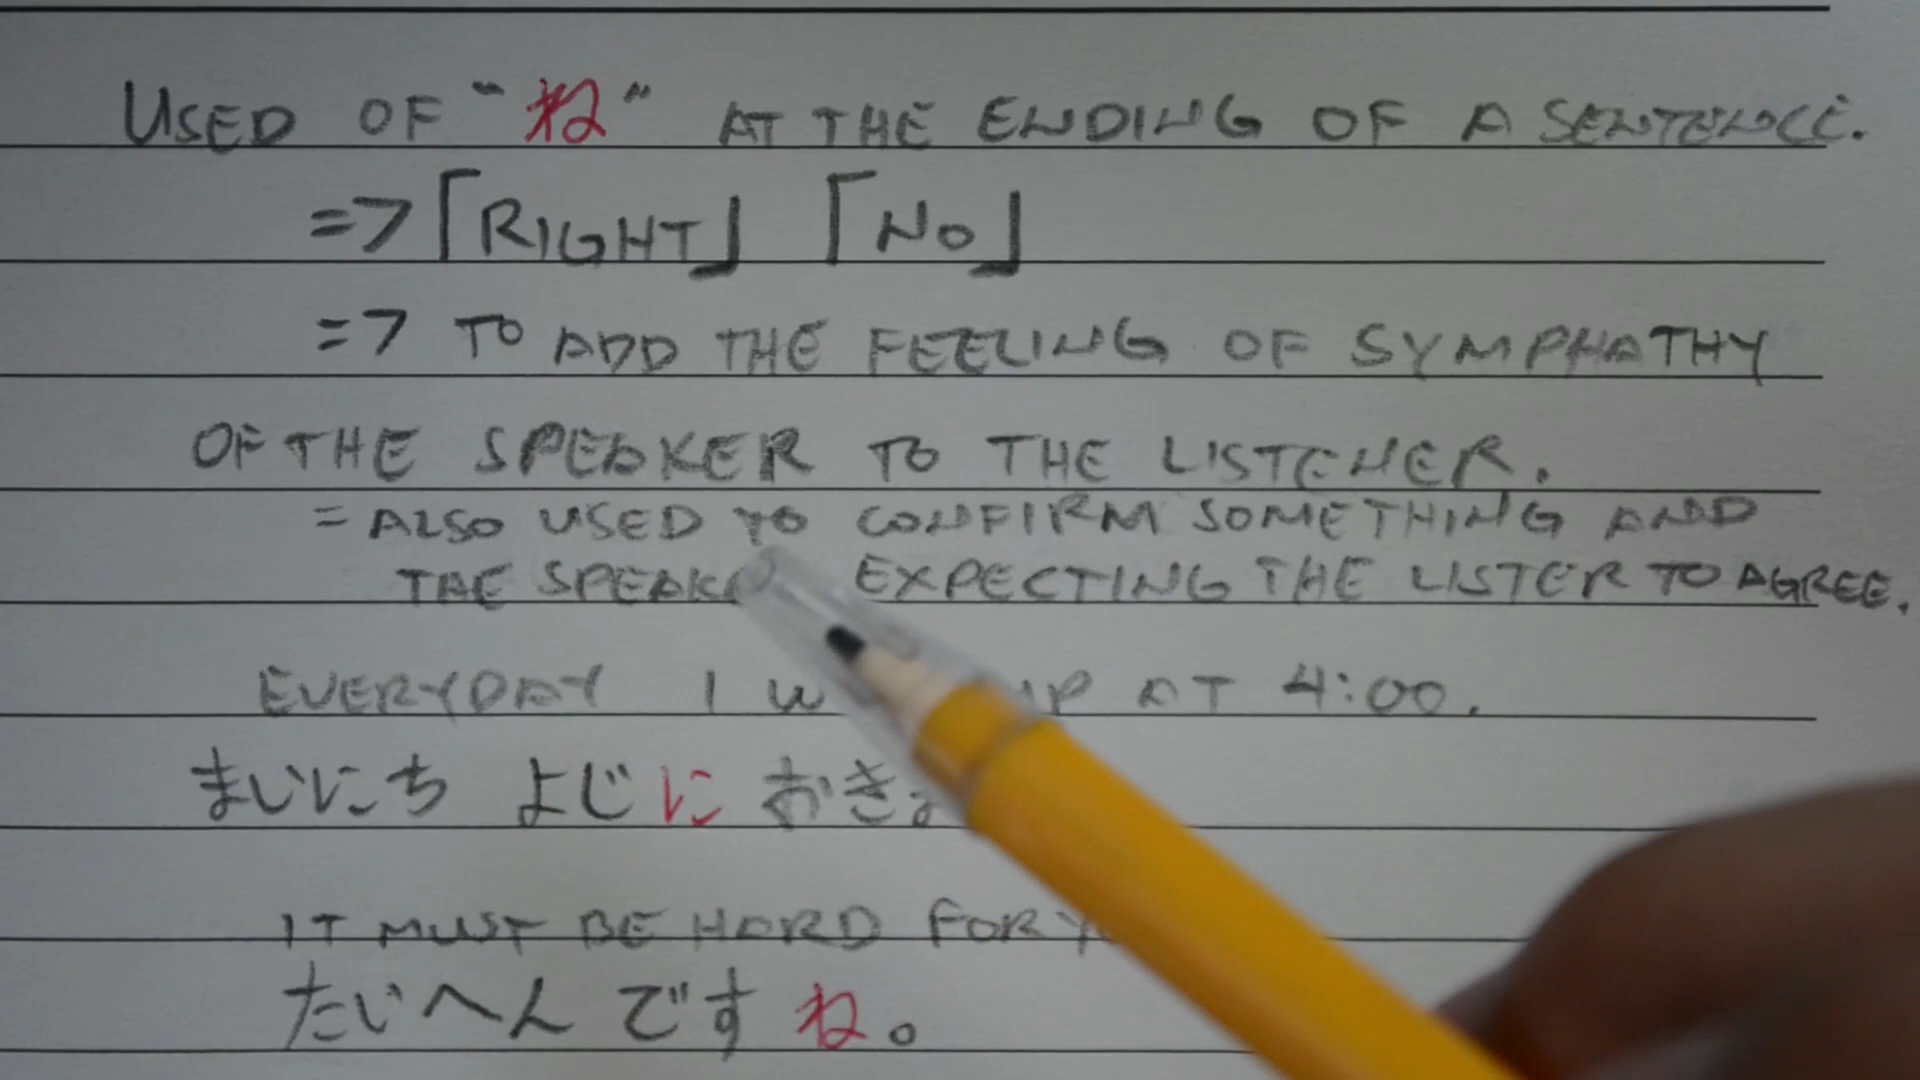 USED OF "ね" AT THE ENDING OF A SENTENCE.
=> 「RIGHT」 「NO」
=> TO ADD THE FEELING OF SYMPHATHY
OF THE SPEAKER TO THE LISTENER.
= ALSO USED TO CONFIRM SOMETHING AND
THE EXPECTING THE LISTER TO AGREE.
EVERYDAY I UP AT 4:00.
まいにち よじに
IT MUST BE HARD FOR
たいへん ですね。